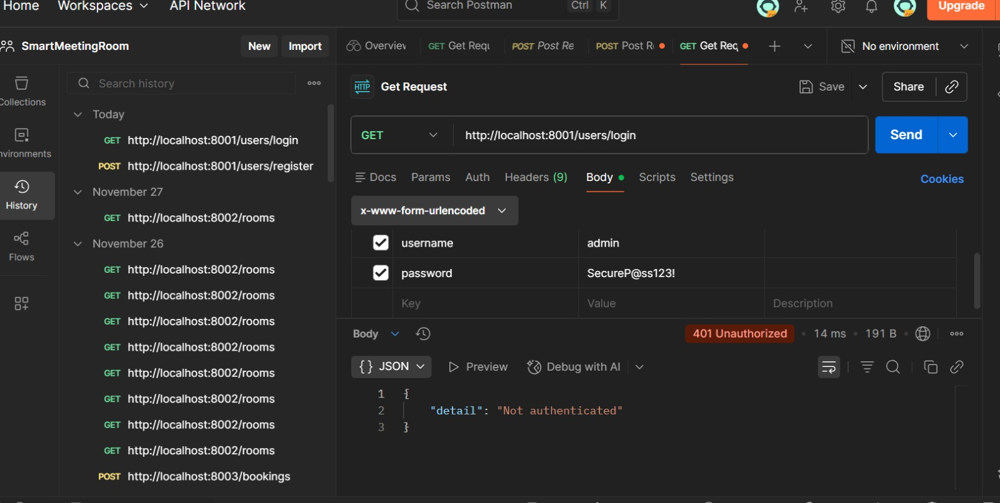 Home Workspaces API Network Search Postman Ctrl K Upgrade
SmartMeetingRoom New Import
Overviev GET Get Requ POST Post Re POST Post R GET Get Req No environment
Collections
nvironments
History
Flows
Search history
Today
GET http://localhost:8001/users/login
POST http://localhost:8001/users/register
November 27
GET http://localhost:8002/rooms
November 26
GET http://localhost:8002/rooms
GET http://localhost:8002/rooms
GET http://localhost:8002/rooms
GET http://localhost:8002/rooms
GET http://localhost:8002/rooms
GET http://localhost:8002/rooms
GET http://localhost:8002/rooms
GET http://localhost:8002/rooms
POST http://localhost:8003/bookings
HTTP Get Request Save Share
GET http://localhost:8001/users/login Send
Docs Params Auth Headers (9) Body Scripts Settings Cookies
x-www-form-urlencoded
username admin
password SecureP@ss123!
Key Value Description
Body 401 Unauthorized • 14 ms • 191 B •
{} JSON Preview Debug with AI
1 {
2 "detail": "Not authenticated"
3 }